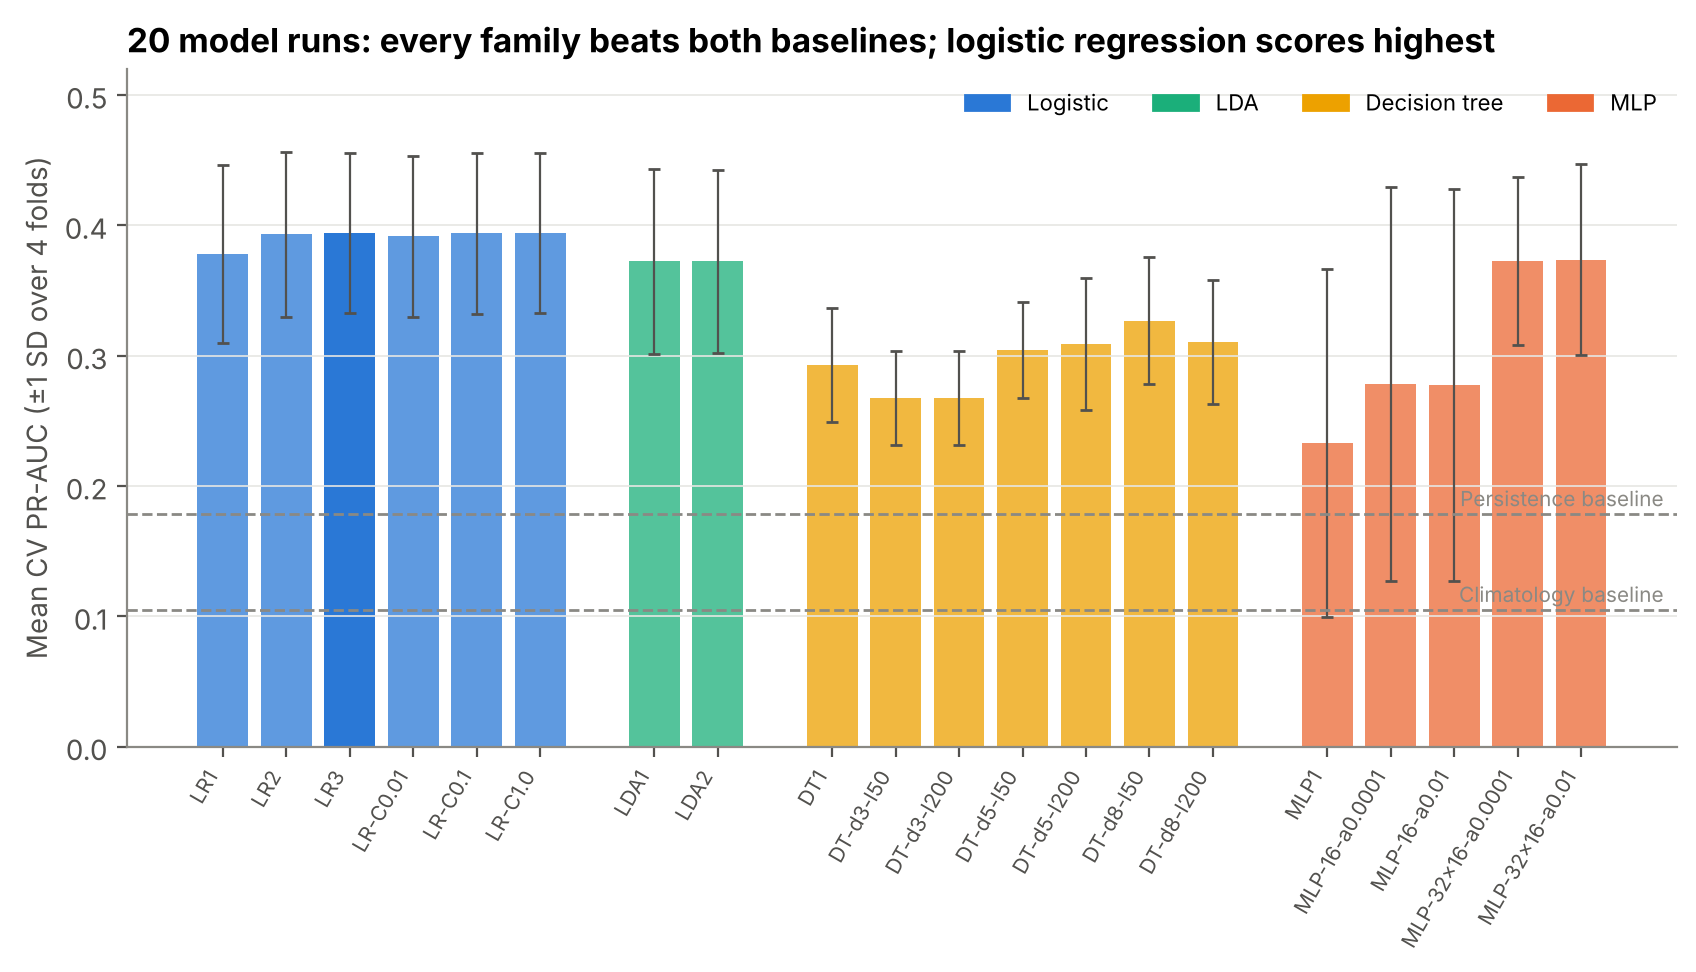 20 model runs: every family beats both baselines; logistic regression scores highest
Logistic
LDA
Decision tree
MLP
Mean CV PR-AUC (±1 SD over 4 folds)
0.5
0.4
0.3
0.2
0.1
0.0
Persistence baseline
Climatology baseline
LR1
LR2
LR3
LR-C0.01
LR-C0.1
LR-C1.0
LDA1
LDA2
DT1
DT-d3-l50
DT-d3-l200
DT-d5-l50
DT-d5-l200
DT-d8-l50
DT-d8-l200
MLP1
MLP-16-a0.0001
MLP-16-a0.01
MLP-32×16-a0.0001
MLP-32×16-a0.01